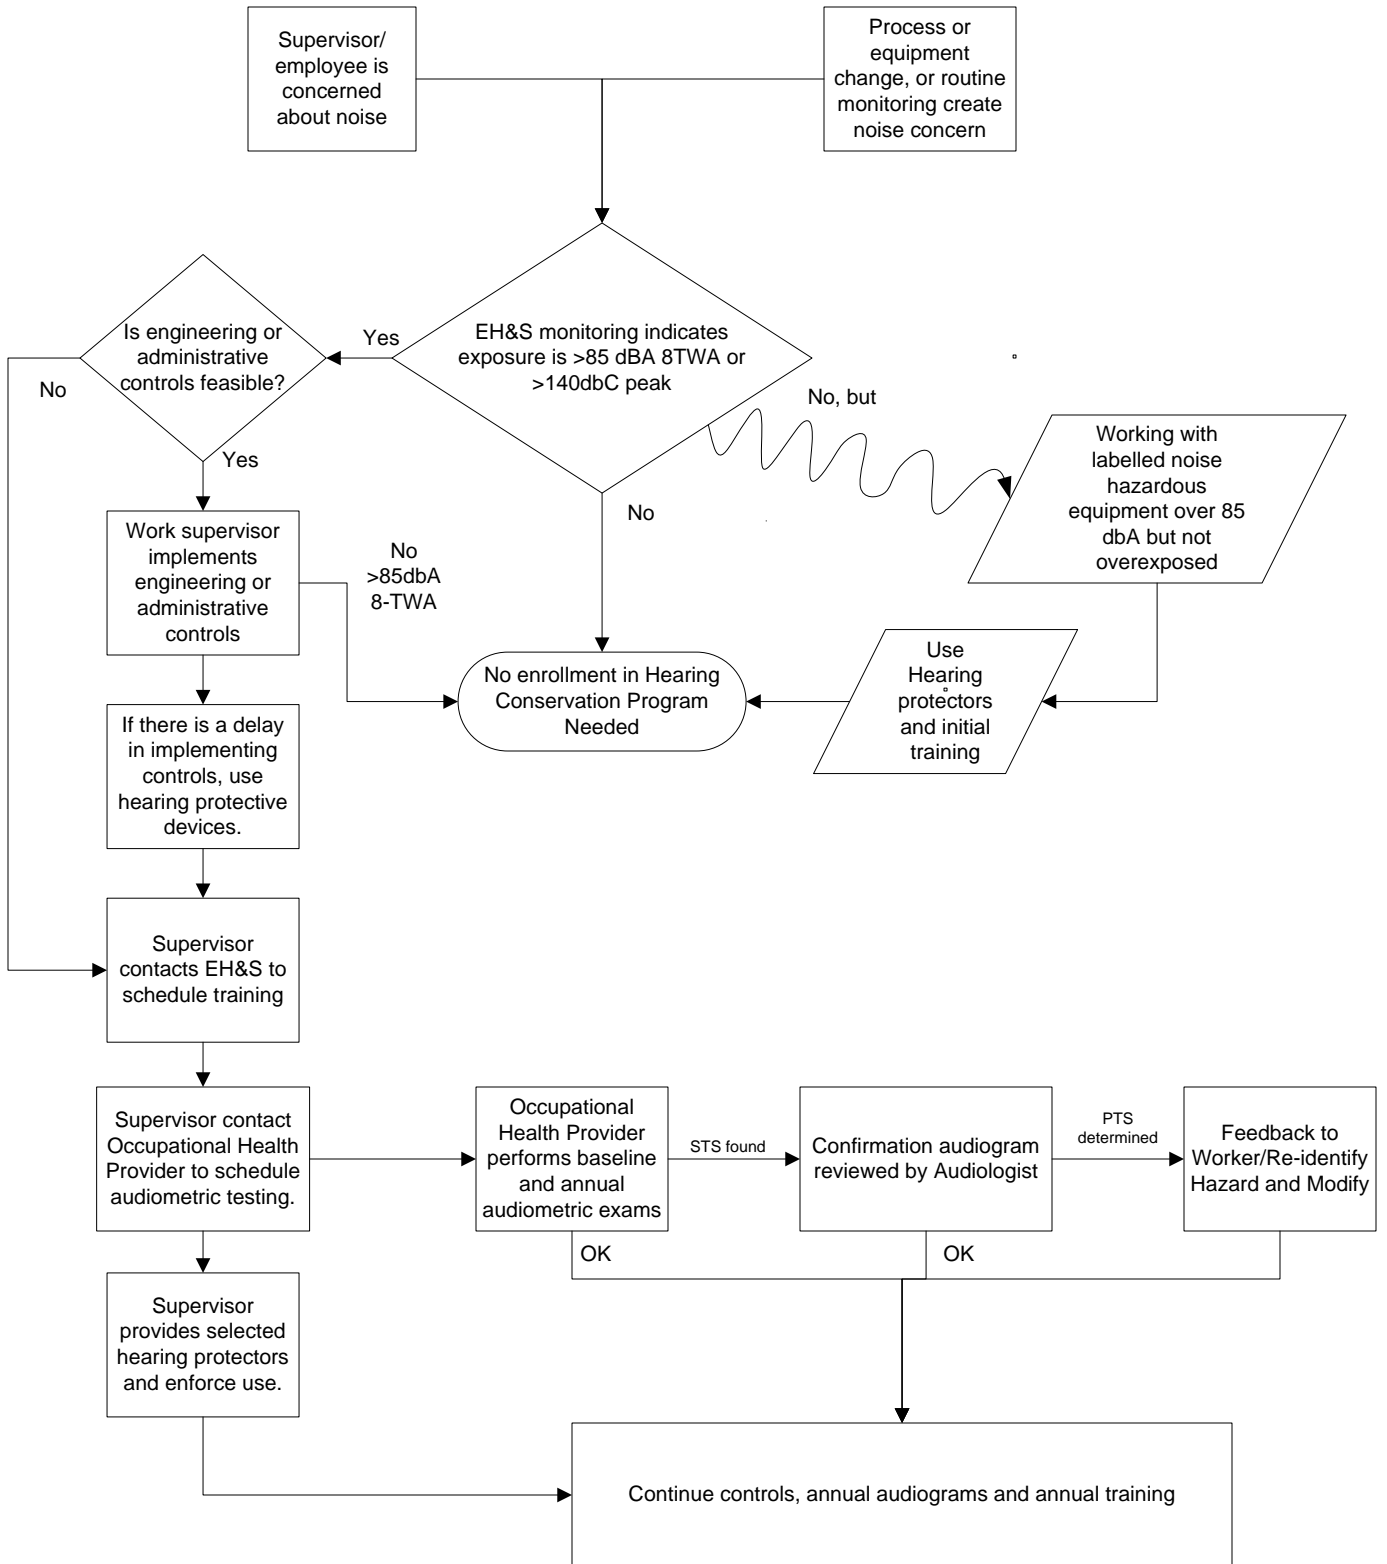 Supervisor/
employee is
concerned
about noise
Process or
equipment
change, or routine
monitoring create
noise concern
Is engineering or
administrative
controls feasible?
Yes
EH&S monitoring indicates
exposure is >85 dBA 8TWA or
>140dbC peak
No
No, but
Working with
labelled noise
hazardous
equipment over 85
dbA but not
overexposed
Yes
No
Work supervisor
implements
engineering or
administrative
controls
No
>85dbA
8-TWA
No enrollment in Hearing
Conservation Program
Needed
Use
Hearing
protectors
and initial
training
If there is a delay
in implementing
controls, use
hearing protective
devices.
Supervisor
contacts EH&S to
schedule training
Supervisor contact
Occupational Health
Provider to schedule
audiometric testing.
Occupational
Health Provider
performs baseline
and annual
audiometric exams
STS found
Confirmation audiogram
reviewed by Audiologist
PTS
determined
Feedback to
Worker/Re-identify
Hazard and Modify
OK
OK
Supervisor
provides selected
hearing protectors
and enforce use.
Continue controls, annual audiograms and annual training